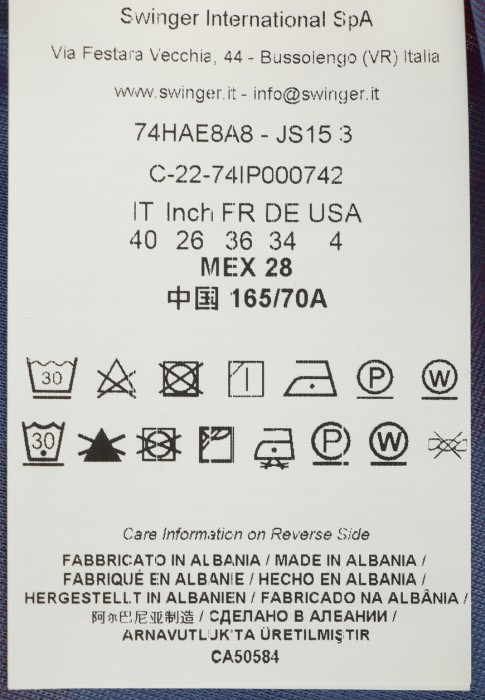 Swinger International SpA
Via Festara Vecchia, 44 - Bussolengo (VR) Italia
www.swinger.it - info@swinger.it
74HAE8A8 - JS15 3
C-22-74IP000742
IT Inch FR DE USA
40 26 36 34 4
MEX 28
中国 165/70A
30 P W
30 P W
Care Information on Reverse Side
FABBRICATO IN ALBANIA / MADE IN ALBANIA /
FABRIQUÉ EN ALBANIE / HECHO EN ALBANIA /
HERGESTELLT IN ALBANIEN / FABRICADO NA ALBÂNIA /
阿尔巴尼亚制造 / СДЕЛАНО В АЛБАНИИ /
ARNAVUTLUK'TA ÜRETILMIŞTIR
CA50584